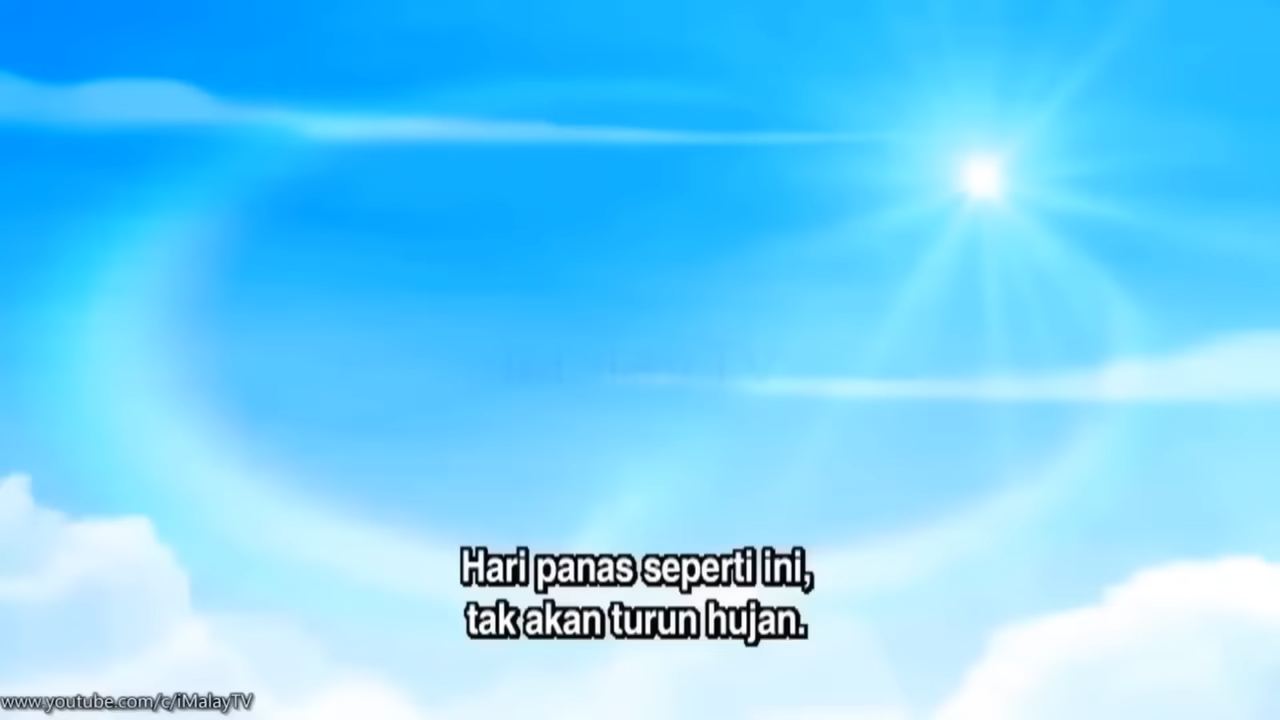 Hari panas seperti ini,
tak akan turun hujan.
www.youtube.com/c/iMalayTV